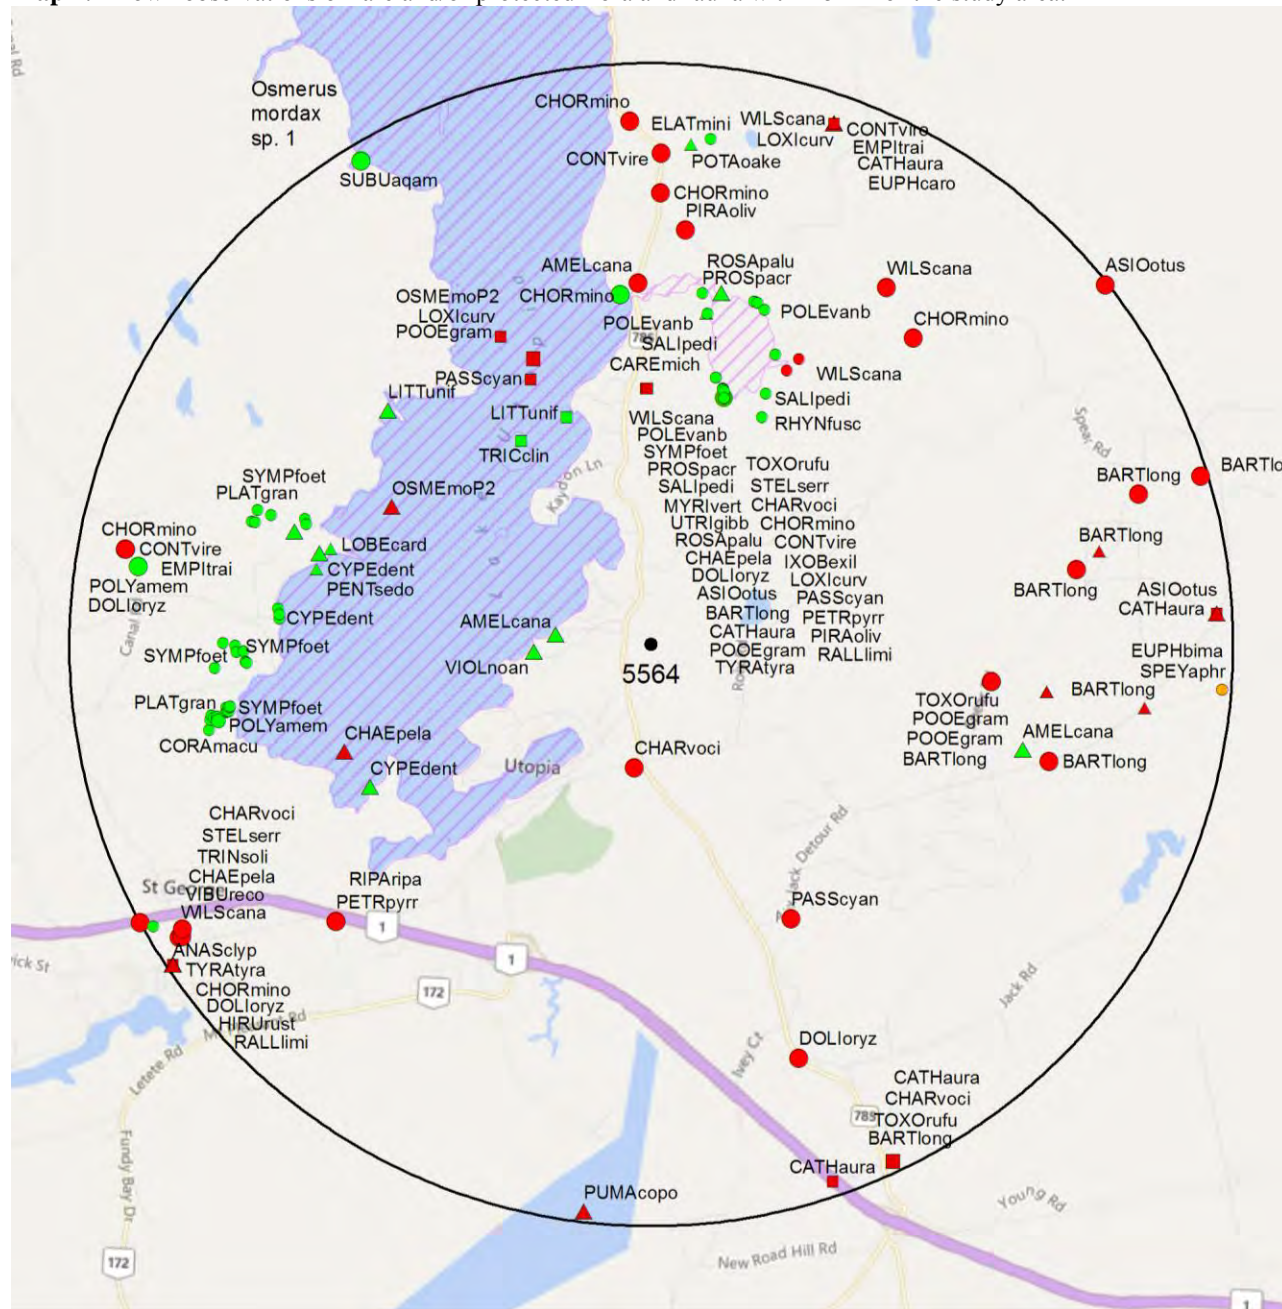 Osmerus
mordax
sp. 1
SUBUaqam
CHORmino
CONTvire
ELATmini
POTAoake
CHORmino
PIRAoliv
WILScana
LOXIcurv
CONTviro
EMPItrai
CATHaura
EUPHcaro
AMELcana
CHORmino
ROSApalu
PROSpacr
POLEvanb
POLEvanb
SALIpedi
CAREmich
WILScana
CHORmino
ASIOotus
WILScana
SALIpedi
RHYNfusc
OSMEmoP2
LOXIcurv
POOEgram
PASScyan
LITTunif
LITTunif
TRICclin
OSMEmoP2
Kaydon Ln
Spear Rd
WILScana
POLEvanb
SYMPfoet
PROSpacr
SALIpedi
MYRIvert
UTRIgibb
ROSApalu
CHAEpela
DOLIoryz
ASIOotus
BARTlong
CATHaura
POOEgram
TYRAtyra
TOXOrufu
STELserr
CHARvoci
CHORmino
CONTvire
IXOBexil
LOXIcurv
PASScyan
PETRpyrr
PIRAoliv
RALLlimi
BARTlong
BARTlo
BARTlong
BARTlong
ASIOotus
CATHaura
EUPHbima
SPEYaphr
SYMPfoet
PLATgran
CHORmino
CONTvire
EMPItrai
POLYamem
DOLIoryz
LOBEcard
CYPEdent
PENTsedo
CYPEdent
SYMPfoet
SYMPfoet
PLATgran
SYMPfoet
POLYamem
CORAmacu
AMELcana
VIOLnoan
5564
CHAEpela
CYPEdent
Utopia
CHARvoci
TOXOrufu
POOEgram
POOEgram
BARTlong
BARTlong
AMELcana
BARTlong
CHARvoci
STELserr
TRINsoli
CHAEpela
VIBUreco
WILScana
St George
RIPAripa
PETRpyrr
1
1
172
ANASclyp
TYRAtyra
CHORmino
DOLIoryz
HIRUrust
RALLlimi
Letete Rd
Fundy Bay Dr
172
PASScyan
Jack Detour Rd
Jack Rd
Ivey Ct
DOLIoryz
CATHaura
CHARvoci
785
TOXOrufu
BARTlong
CATHaura
PUMAcopo
Young Rd
New Road Hill Rd
1